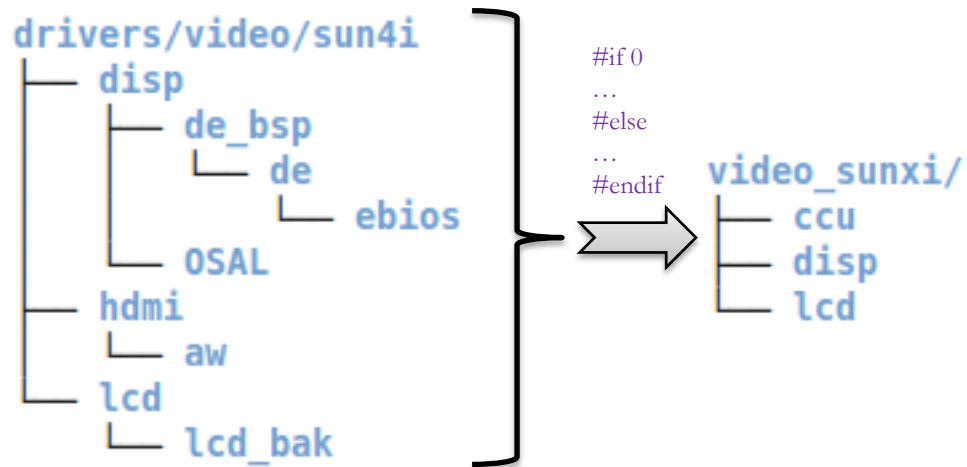 drivers/video/sun4i
disp
de_bsp
de
ebios
OSAL
hdmi
aw
lcd
lcd_bak
#if 0
…
#else
…
#endif
video_sunxi/
ccu
disp
lcd